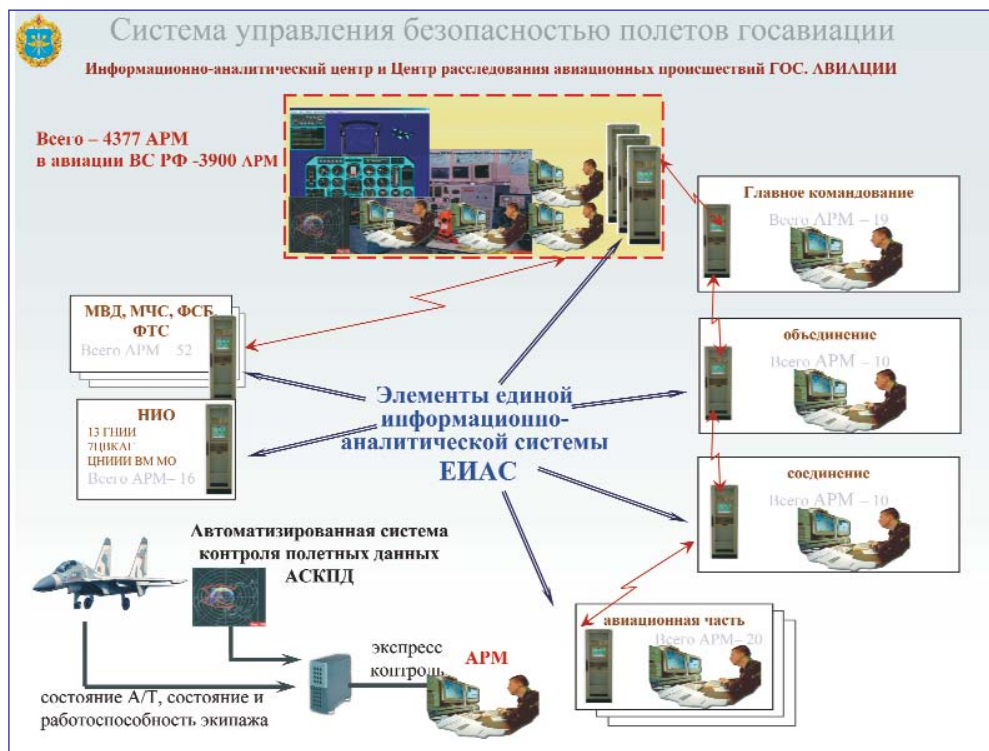 Система управления безопасностью полетов госавиации
Информационно-аналитический центр и Центр расследования авиационных происшествий ГОС. АВИАЦИИ
Всего – 4377 АРМ
в авиации ВС РФ -3900 АРМ
Главное командование
Всего АРМ – 19
МВД, МЧС, ФСБ,
ФТС
Всего АРМ 52
объединение
Всего АРМ – 10
Элементы единой
информационно-
аналитической системы
ЕИАС
НИО
13 ГНИИ
ЦНИИИ ВМ МО
Всего АРМ– 16
соединение
Всего АРМ – 10
Автоматизированная система
контроля полетных данных
АСКПД
авиационная часть
Всего АРМ– 20
экспресс
контроль
АРМ
состояние А/Т, состояние и
работоспособность экипажа